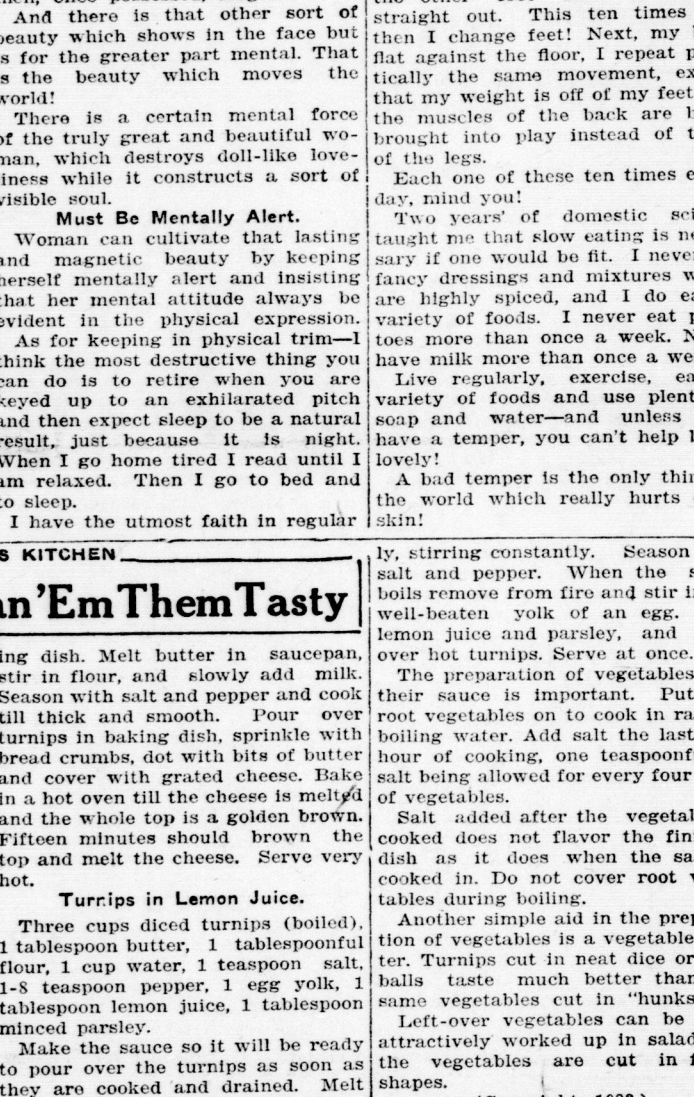 And there is that other sort of
beauty which shows in the face but
is for the greater part mental. That
is the beauty which moves the
world!
There is a certain mental force
of the truly great and beautiful wo-
man, which destroys doll-like love-
liness while it constructs a sort of
visible soul.
Must Be Mentally Alert.
Woman can cultivate that lasting
and magnetic beauty by keeping
herself mentally alert and insisting
that her mental attitude always be
evident in the physical expression.
As for keeping in physical trim—I
think the most destructive thing you
can do is to retire when you are
keyed up to an exhilarated pitch
and then expect sleep to be a natural
result, just because it is night.
When I go home tired I read until I
am relaxed. Then I go to bed and
to sleep.
I have the utmost faith in regular
straight out. This ten times
then I change feet! Next, my
flat against the floor, I repeat p
tically the same movement, ex
that my weight is off of my feet
the muscles of the back are
brought into play instead of t
of the legs.
Each one of these ten times e
day, mind you!
Two years' of domestic sci
taught me that slow eating is ne
sary if one would be fit. I neve
fancy dressings and mixtures w
are highly spiced, and I do ea
variety of foods. I never eat p
toes more than once a week. N
have milk more than once a we
Live regularly, exercise, ea
variety of foods and use plent
soap and water—and unless
have a temper, you can't help l
lovely!
A bad temper is the only thin
the world which really hurts
skin!
S KITCHEN
an 'Em Them Tasty
ing dish. Melt butter in saucepan,
stir in flour, and slowly add milk.
Season with salt and pepper and cook
till thick and smooth. Pour over
turnips in baking dish, sprinkle with
bread crumbs, dot with bits of butter
and cover with grated cheese. Bake
in a hot oven till the cheese is melted
and the whole top is a golden brown.
Fifteen minutes should brown the
top and melt the cheese. Serve very
hot.
Turnips in Lemon Juice.
Three cups diced turnips (boiled),
1 tablespoon butter, 1 tablespoonful
flour, 1 cup water, 1 teaspoon salt,
1-8 teaspoon pepper, 1 egg yolk, 1
tablespoon lemon juice, 1 tablespoon
minced parsley.
Make the sauce so it will be ready
to pour over the turnips as soon as
they are cooked and drained. Melt
ly, stirring constantly. Season
salt and pepper. When the s
boils remove from fire and stir i
well-beaten yolk of an egg.
lemon juice and parsley, and
over hot turnips. Serve at once.
The preparation of vegetables
their sauce is important. Put
root vegetables on to cook in ra
boiling water. Add salt the last
hour of cooking, one teaspoonf
salt being allowed for every four
of vegetables.
Salt added after the vegetal
cooked does not flavor the fin
dish as it does when the sa
cooked in. Do not cover root v
tables during boiling.
Another simple aid in the prep
tion of vegetables is a vegetable
ter. Turnips cut in neat dice or
balls taste much better than
same vegetables cut in "hunks
Left-over vegetables can be
attractively worked up in salad
the vegetables are cut in f
shapes.